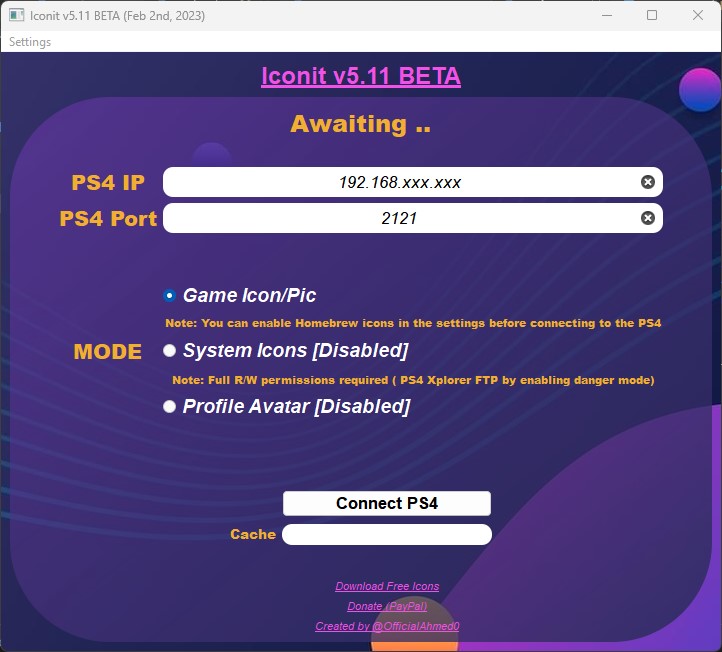 Iconit v5.11 BETA (Feb 2nd, 2023)
Settings
Iconit v5.11 BETA
Awaiting ..
PS4 IP 192.168.xxx.xxx
PS4 Port 2121
Game Icon/Pic
Note: You can enable Homebrew icons in the settings before connecting to the PS4
MODE System Icons [Disabled]
Note: Full R/W permissions required ( PS4 Xplorer FTP by enabling danger mode)
Profile Avatar [Disabled]
Connect PS4
Cache
Download Free Icons
Donate (PayPal)
Created by @OfficialAhmed0